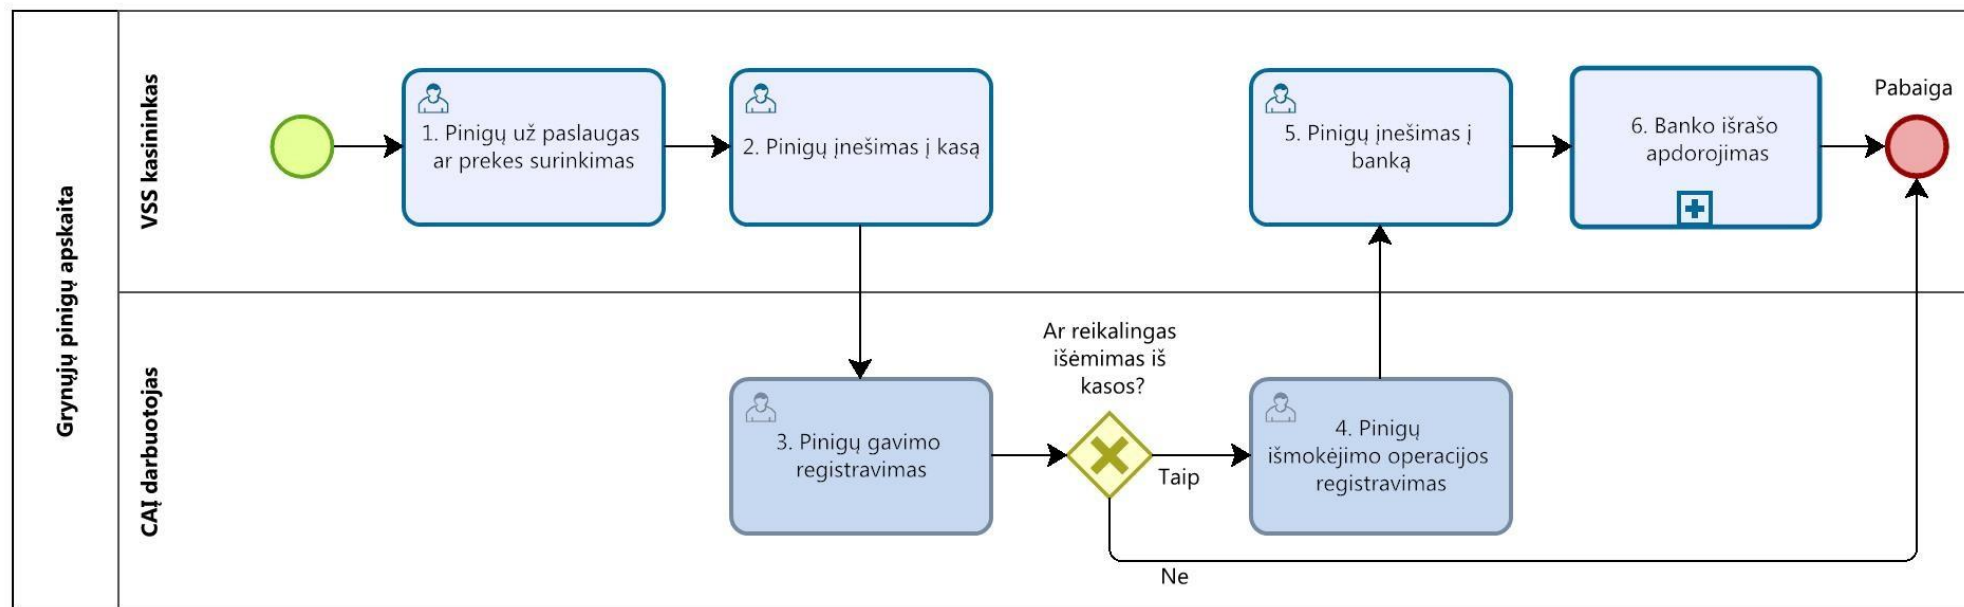 Grynųjų pinigų apskaita
VSS kasininkas
1. Pinigų už paslaugas
ar prekes surinkimas
2. Pinigų įnešimas į kasą
5. Pinigų įnešimas į
banką
6. Banko išrašo
apdorojimas
Pabaiga
CAĮ darbuotojas
3. Pinigų gavimo
registravimas
Ar reikalingas
išėmimas iš
kasos?
Taip
Ne
4. Pinigų
išmokėjimo operacijos
registravimas